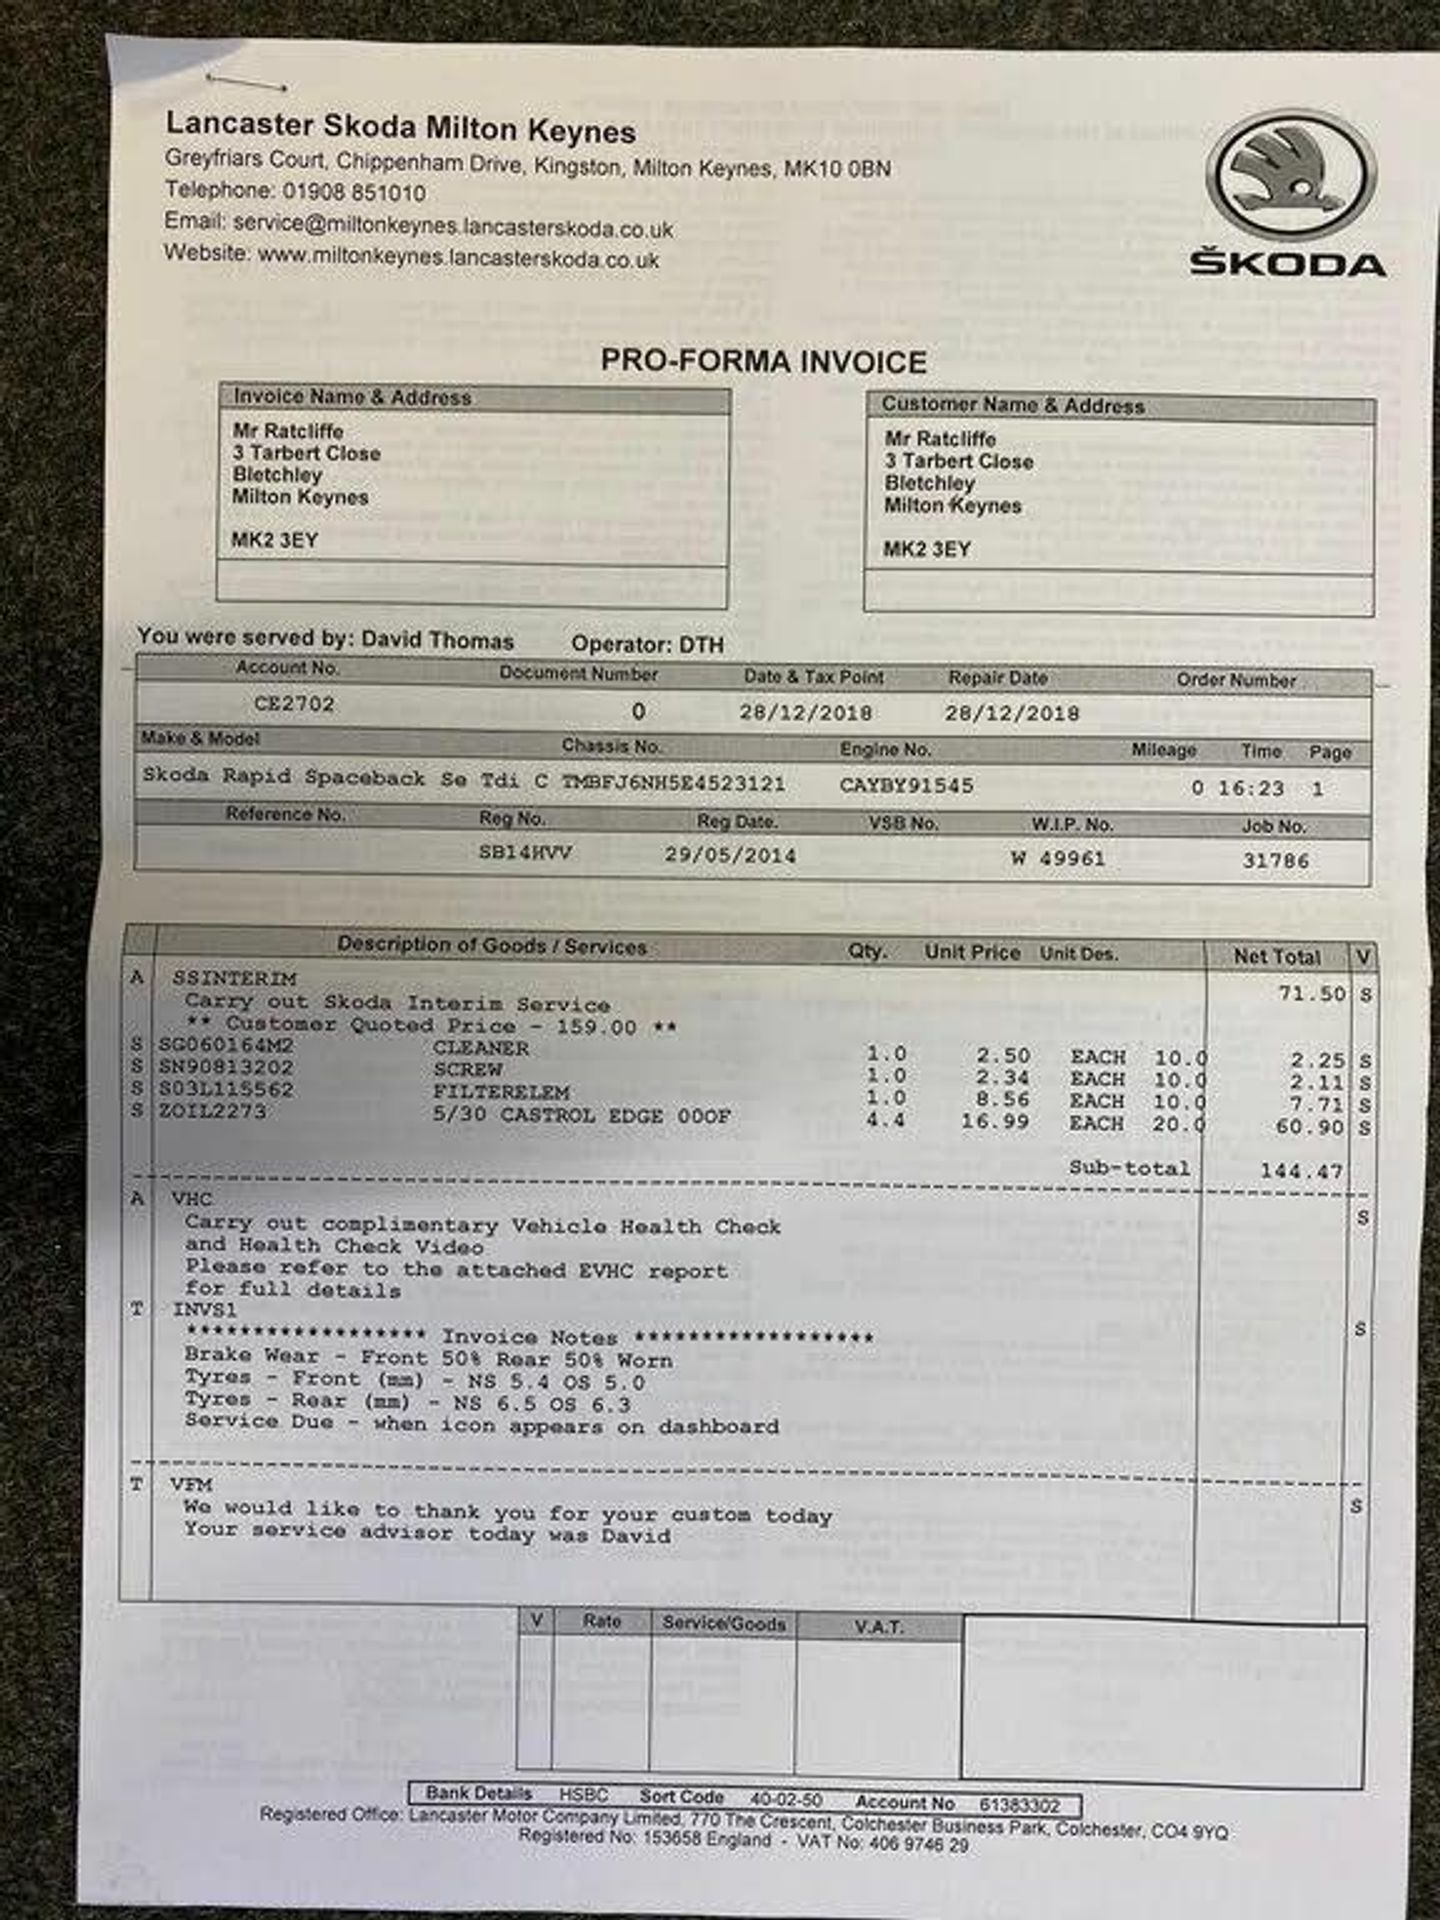 Lancaster Skoda Milton Keynes
Greyfriars Court, Chippenham Drive, Kingston, Milton Keynes, MK10 0BN
Telephone: 01908 851010
Email: service@miltonkeynes.lancasterskoda.co.uk
Website: www.miltonkeynes.lancasterskoda.co.uk
ŠKODA
PRO-FORMA INVOICE
Invoice Name & Address
Mr Ratcliffe
3 Tarbert Close
Bletchley
Milton Keynes
MK2 3EY
Customer Name & Address
Mr Ratcliffe
3 Tarbert Close
Bletchley
Milton Keynes
MK2 3EY
You were served by: David Thomas Operator: DTH
Account No. Document Number Date & Tax Point Repair Date Order Number
CE2702 0 28/12/2018 28/12/2018
Make & Model Chassis No. Engine No. Mileage Time Page
Skoda Rapid Spaceback Se Tdi C TMBFJ6NH5E4523121 CAYBY91545 0 16:23 1
Reference No. Reg No. Reg Date. VSB No. W.I.P. No. Job No.
SB14HVV 29/05/2014 W 49961 31786
Description of Goods / Services Qty. Unit Price Unit Des. Net Total V
A SSINTERIM 71.50 S
Carry out Skoda Interim Service
** Customer Quoted Price - 159.00 **
S SG060164M2 CLEANER 1.0 2.50 EACH 10.0 2.25 S
S SN90813202 SCREW 1.0 2.34 EACH 10.0 2.11 S
S S03L115562 FILTERELEM 1.0 8.56 EACH 10.0 7.71 S
S ZOIL2273 5/30 CASTROL EDGE 000F 4.4 16.99 EACH 20.0 60.90 S
Sub-total 144.47
A VHC S
Carry out complimentary Vehicle Health Check
and Health Check Video
Please refer to the attached EVHC report
for full details
T INVS1 S
****************** Invoice Notes ******************
Brake Wear - Front 50% Rear 50% Worn
Tyres - Front (mm) - NS 5.4 OS 5.0
Tyres - Rear (mm) - NS 6.5 OS 6.3
Service Due - when icon appears on dashboard
T VFM S
We would like to thank you for your custom today
Your service advisor today was David
V Rate Service/Goods V.A.T.
Bank Details HSBC Sort Code 40-02-50 Account No 61383302
Registered Office: Lancaster Motor Company Limited, 770 The Crescent, Colchester Business Park, Colchester, CO4 9YQ
Registered No: 153658 England - VAT No: 406 9746 29